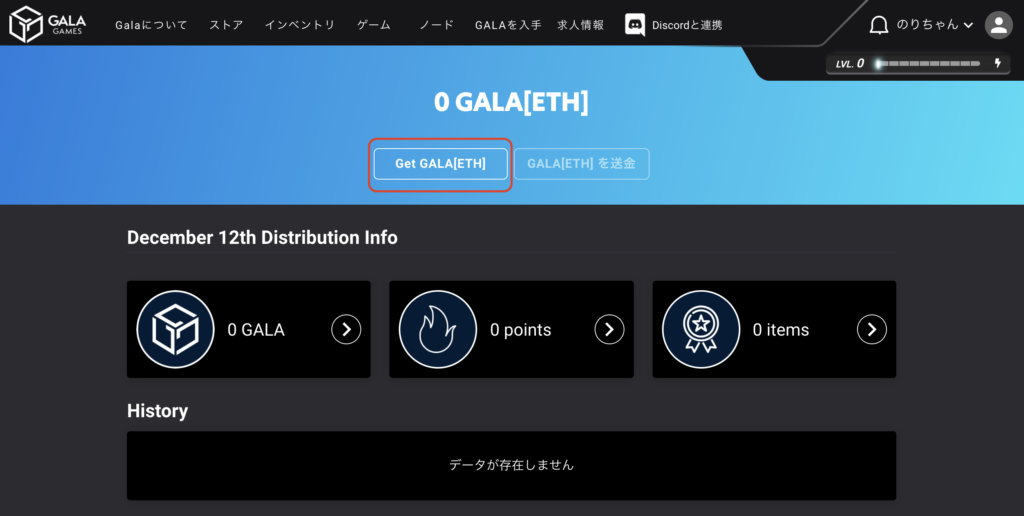 GALA
GAMES
Galaについて ストア インベントリ ゲーム ノード GALAを入手 求人情報 Discordと連携
のりちゃん
LVL. 0
0 GALA[ETH]
Get GALA[ETH] GALA[ETH] を送金
December 12th Distribution Info
0 GALA 0 points 0 items
History
データが存在しません